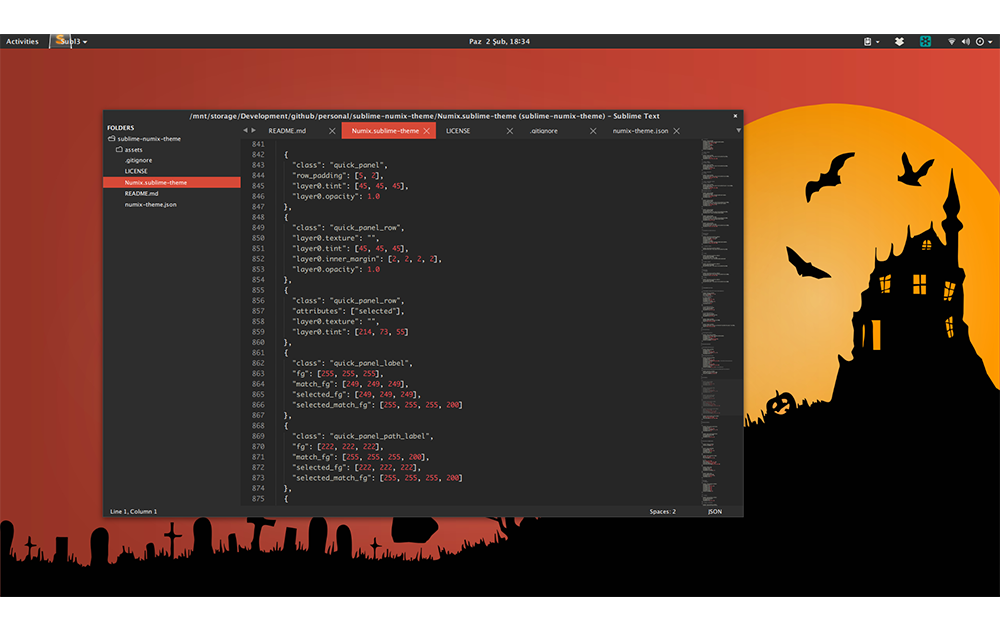 Activities Subl3 Paz 2 Şub, 18:34
/mnt/storage/Development/github/personal/sublime-numix-theme/Numix.sublime-theme (sublime-numix-theme) - Sublime Text
FOLDERS
sublime-numix-theme
assets
.gitignore
LICENSE
Numix.sublime-theme
README.md
numix-theme.json
README.md Numix.sublime-theme LICENSE .gitignore numix-theme.json
841
842 {
843 "class": "quick_panel",
844 "row_padding": [5, 2],
845 "layer0.tint": [45, 45, 45],
846 "layer0.opacity": 1.0
847 },
848 {
849 "class": "quick_panel_row",
850 "layer0.texture": "",
851 "layer0.tint": [45, 45, 45],
852 "layer0.inner_margin": [2, 2, 2, 2],
853 "layer0.opacity": 1.0
854 },
855 {
856 "class": "quick_panel_row",
857 "attributes": ["selected"],
858 "layer0.texture": "",
859 "layer0.tint": [214, 73, 55]
860 },
861 {
862 "class": "quick_panel_label",
863 "fg": [255, 255, 255],
864 "match_fg": [249, 249, 249],
865 "selected_fg": [249, 249, 249],
866 "selected_match_fg": [255, 255, 255, 200]
867 },
868 {
869 "class": "quick_panel_path_label",
870 "fg": [222, 222, 222],
871 "match_fg": [255, 255, 255, 200],
872 "selected_fg": [222, 222, 222],
873 "selected_match_fg": [255, 255, 255, 200]
874 },
875 {
Line 1, Column 1 Spaces: 2 JSON